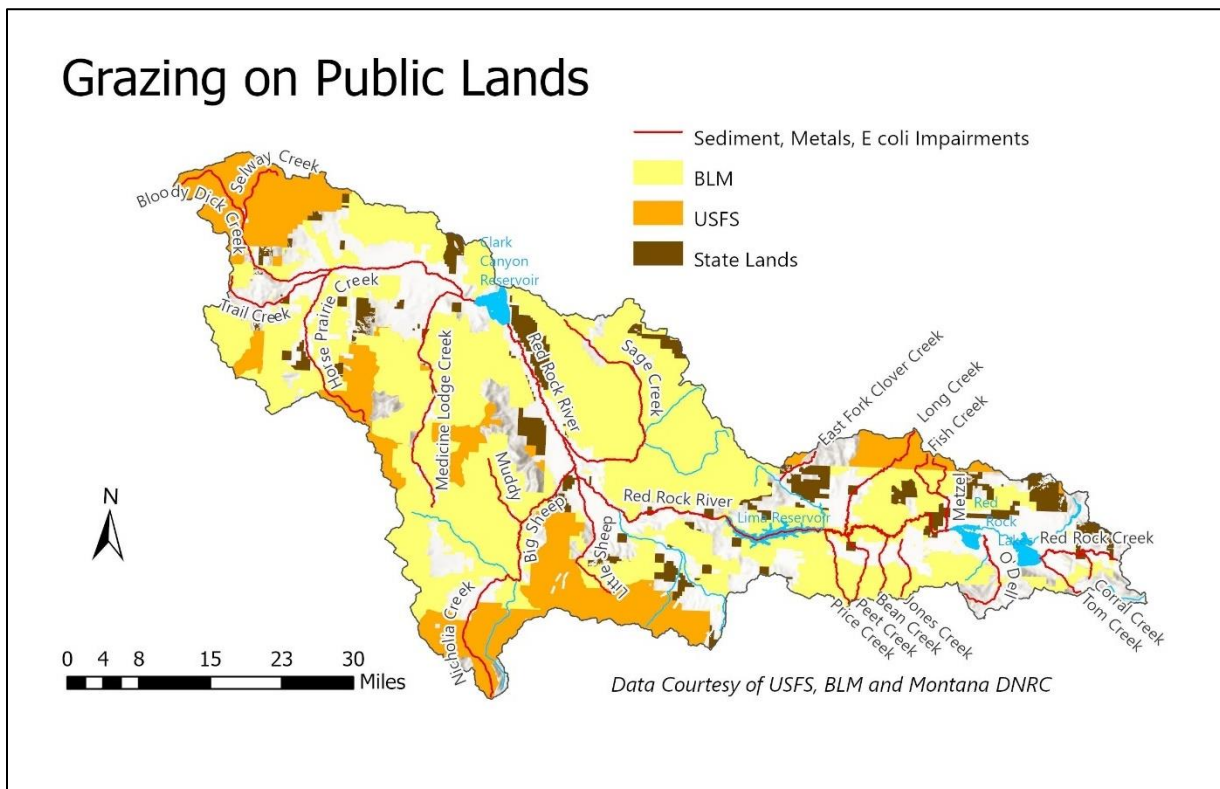 Grazing on Public Lands
Sediment, Metals, E coli Impairments
BLM
USFS
State Lands
Selway Creek
Bloody Dick Creek
Clark
Canyon
Reservoir
Trail Creek
Horse Prairie Creek
Medicine Lodge Creek
Red Rock River
Sage Creek
East Fork Clover Creek
Long Creek
Fish Creek
Muddy
Big Sheep
Little Sheep
Red Rock River
Lima Reservoir
Metzel
Red
Rock
Lakes
Red Rock Creek
O Dell
Corral Creek
Tom Creek
Jones Creek
Bean Creek
Peet Creek
Price Creek
Nicholia Creek
N
0 4 8 15 23 30
Miles
Data Courtesy of USFS, BLM and Montana DNRC